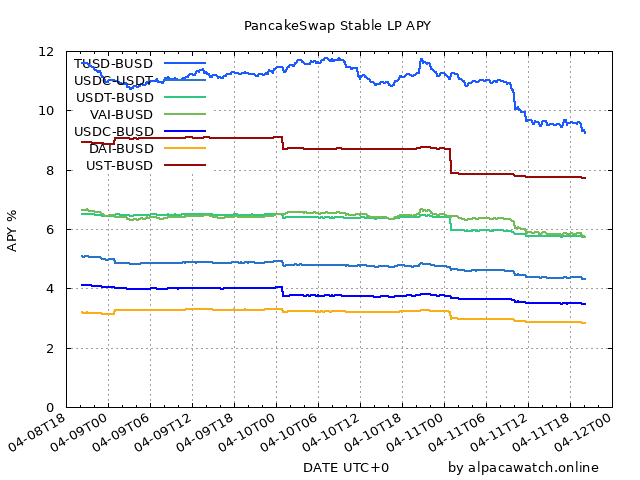 PancakeSwap Stable LP APY
TUSD-BUSD
USDC-USDT
USDT-BUSD
VAI-BUSD
USDC-BUSD
DAI-BUSD
UST-BUSD
APY %
12
10
8
6
4
2
0
04-08T18 04-09T00 04-09T06 04-09T12 04-09T18 04-10T00 04-10T06 04-10T12 04-10T18 04-11T00 04-11T06 04-11T12 04-11T18 04-12T00
DATE UTC+0
by alpacawatch.online